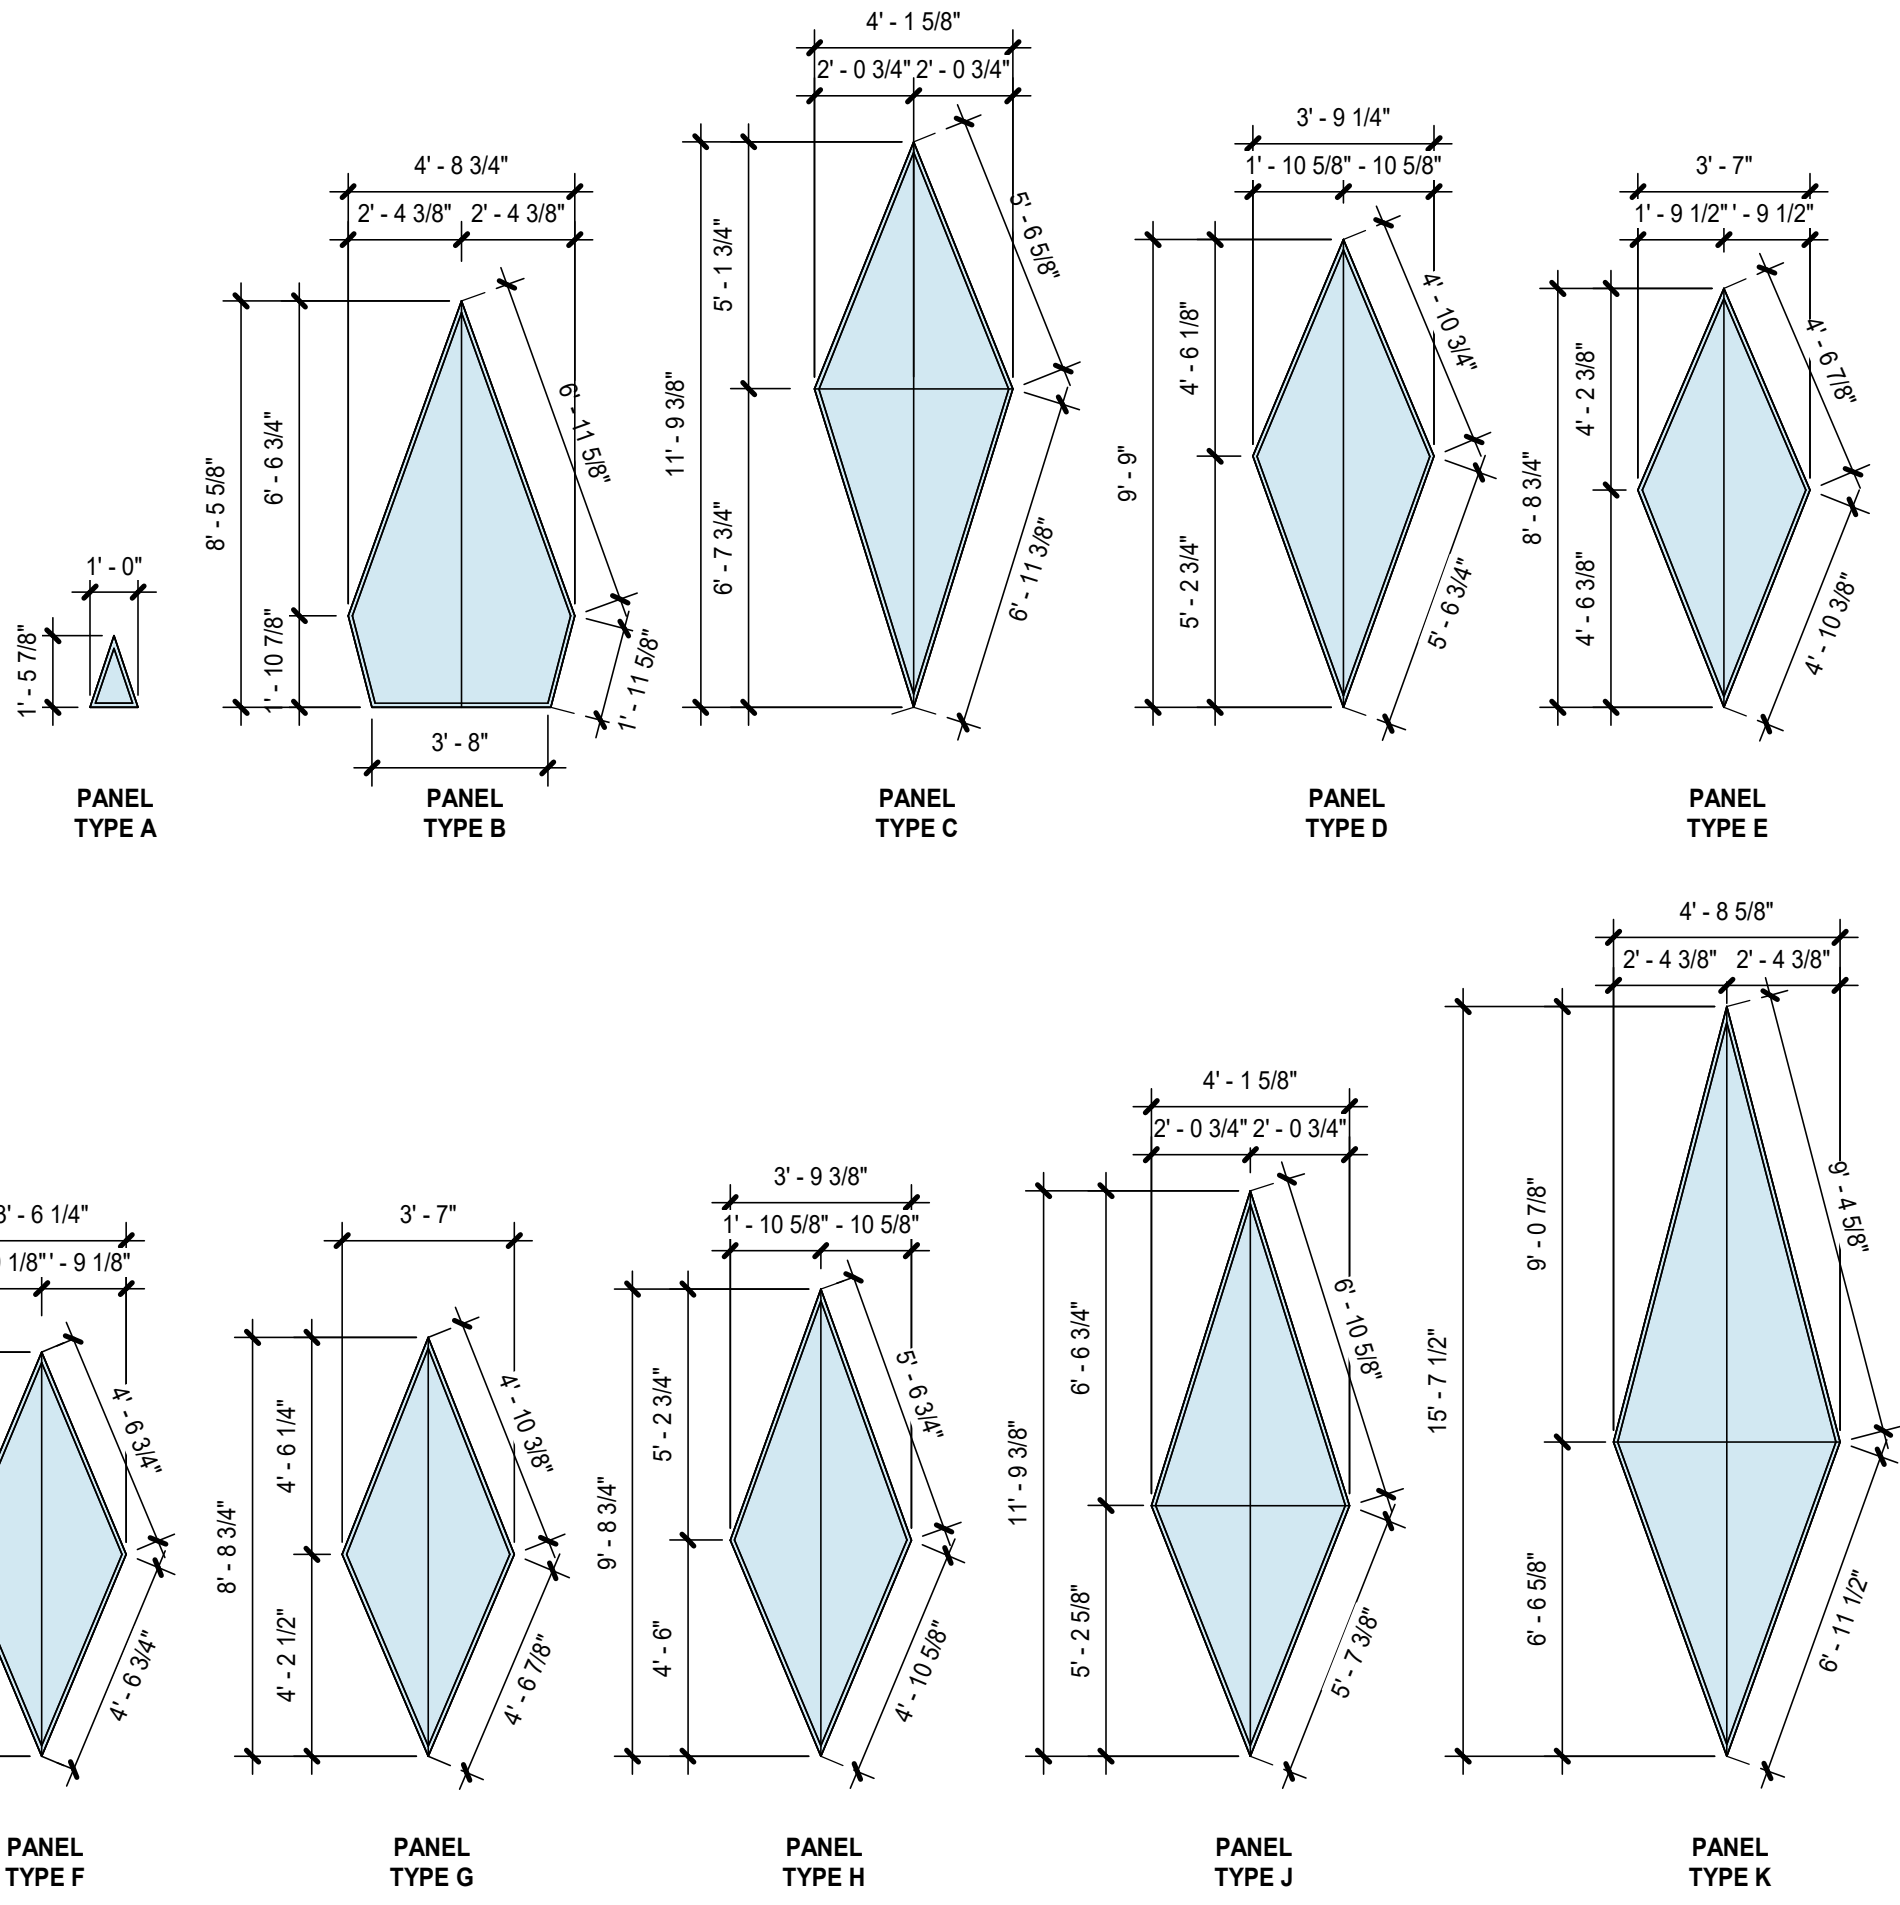 4' - 1 5/8"
2' - 0 3/4" 2' - 0 3/4"
5' - 1 3/4"
5' - 6 5/8"
11' - 9 3/8"
6' - 7 3/4"
6' - 11 3/8"
3' - 9 1/4"
1' - 10 5/8" - 10 5/8"
4' - 6 1/8"
4' - 10 3/4"
9' - 9"
5' - 2 3/4"
5' - 6 3/4"
3' - 7"
1' - 9 1/2" ' - 9 1/2"
4' - 2 3/8"
4' - 6 7/8"
8' - 8 3/4"
4' - 6 3/8"
4' - 10 3/8"
4' - 8 3/4"
2' - 4 3/8" 2' - 4 3/8"
6' - 6 3/4"
6' - 11 5/8"
8' - 5 5/8"
1' - 10 7/8"
1' - 11 5/8"
3' - 8"
1' - 0"
1' - 5 7/8"
PANEL
TYPE A
PANEL
TYPE B
PANEL
TYPE C
PANEL
TYPE D
PANEL
TYPE E
' - 6 1/4"
1/8" ' - 9 1/8"
4' - 6 3/4"
4' - 6 3/4"
3' - 7"
4' - 6 1/4"
4' - 10 3/8"
8' - 8 3/4"
4' - 2 1/2"
4' - 6 7/8"
3' - 9 3/8"
1' - 10 5/8" - 10 5/8"
5' - 2 3/4"
5' - 6 3/4"
9' - 8 3/4"
4' - 6"
4' - 10 5/8"
4' - 1 5/8"
2' - 0 3/4" 2' - 0 3/4"
6' - 6 3/4"
6' - 10 5/8"
11' - 9 3/8"
5' - 2 5/8"
5' - 7 3/8"
4' - 8 5/8"
2' - 4 3/8" 2' - 4 3/8"
9' - 0 7/8"
9' - 4 5/8"
15' - 7 1/2"
6' - 6 5/8"
6' - 11 1/2"
PANEL
TYPE F
PANEL
TYPE G
PANEL
TYPE H
PANEL
TYPE J
PANEL
TYPE K